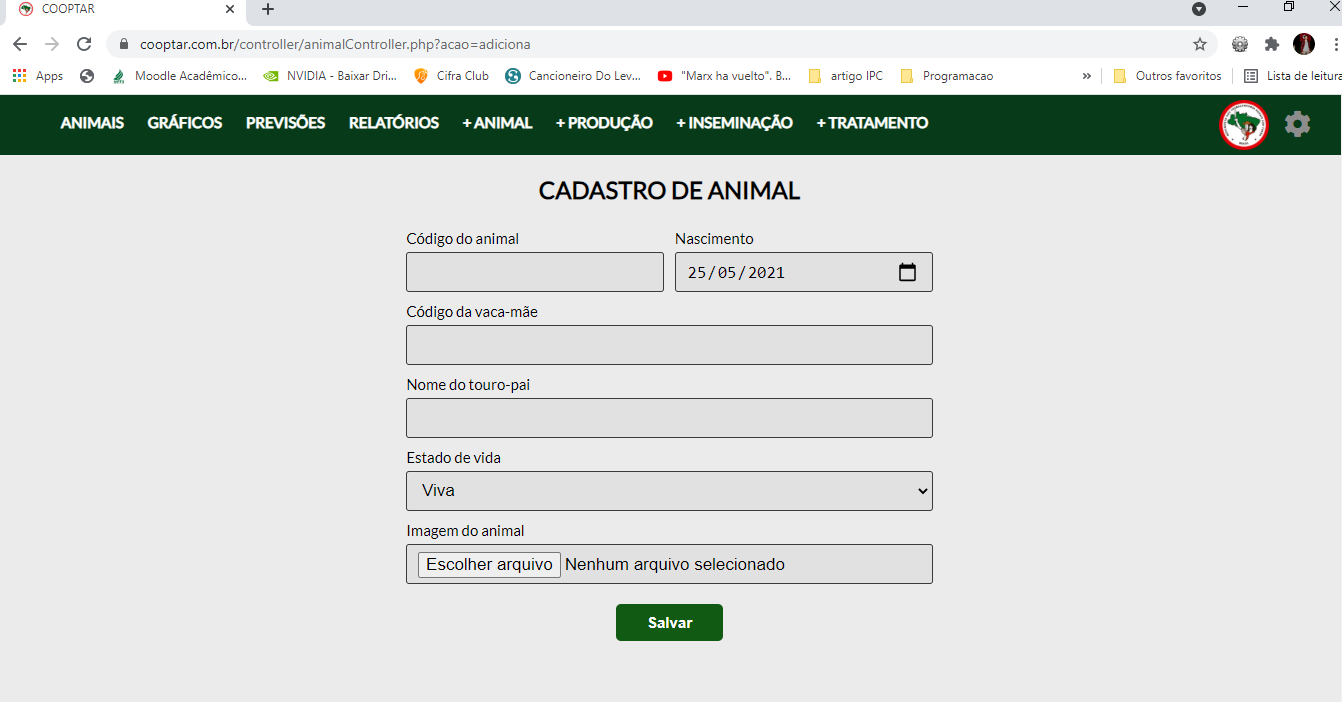 COOPTAR
cooptar.com.br/controller/animalController.php?acao=adiciona
Apps Moodle Acadêmico... NVIDIA - Baixar Dri... Cifra Club Cancioneiro Do Lev... "Marx ha vuelto". B... artigo IPC Programacao » Outros favoritos Lista de leitura
ANIMAIS GRÁFICOS PREVISÕES RELATÓRIOS + ANIMAL + PRODUÇÃO + INSEMINAÇÃO + TRATAMENTO
CADASTRO DE ANIMAL
Código do animal Nascimento
25/05/2021
Código da vaca-mãe
Nome do touro-pai
Estado de vida
Viva
Imagem do animal
Escolher arquivo Nenhum arquivo selecionado
Salvar